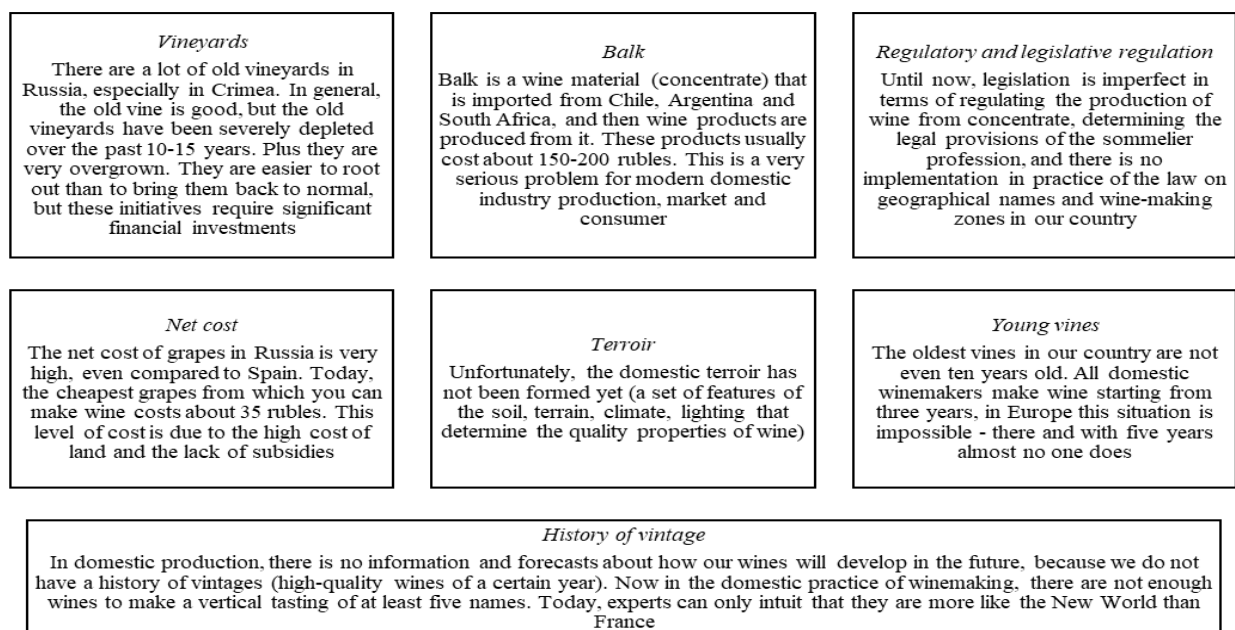 Vineyards
There are a lot of old vineyards in
Russia, especially in Crimea. In general,
the old vine is good, but the old
vineyards have been severely depleted
over the past 10-15 years. Plus they are
very overgrown. They are easier to root
out than to bring them back to normal,
but these initiatives require significant
financial investments
Balk
Balk is a wine material (concentrate) that
is imported from Chile, Argentina and
South Africa, and then wine products are
produced from it. These products usually
cost about 150-200 rubles. This is a very
serious problem for modern domestic
industry production, market and
consumer
Regulatory and legislative regulation
Until now, legislation is imperfect in
terms of regulating the production of
wine from concentrate, determining the
legal provisions of the sommelier
profession, and there is no
implementation in practice of the law on
geographical names and wine-making
zones in our country
Net cost
The net cost of grapes in Russia is very
high, even compared to Spain. Today,
the cheapest grapes from which you can
make wine costs about 35 rubles. This
level of cost is due to the high cost of
land and the lack of subsidies
Terroir
Unfortunately, the domestic terroir has
not been formed yet (a set of features of
the soil, terrain, climate, lighting that
determine the quality properties of wine)
Young vines
The oldest vines in our country are not
even ten years old. All domestic
winemakers make wine starting from
three years, in Europe this situation is
impossible - there and with five years
almost no one does
History of vintage
In domestic production, there is no information and forecasts about how our wines will develop in the future, because we do not
have a history of vintages (high-quality wines of a certain year). Now in the domestic practice of winemaking, there are not enough
wines to make a vertical tasting of at least five names. Today, experts can only intuit that they are more like the New World than
France